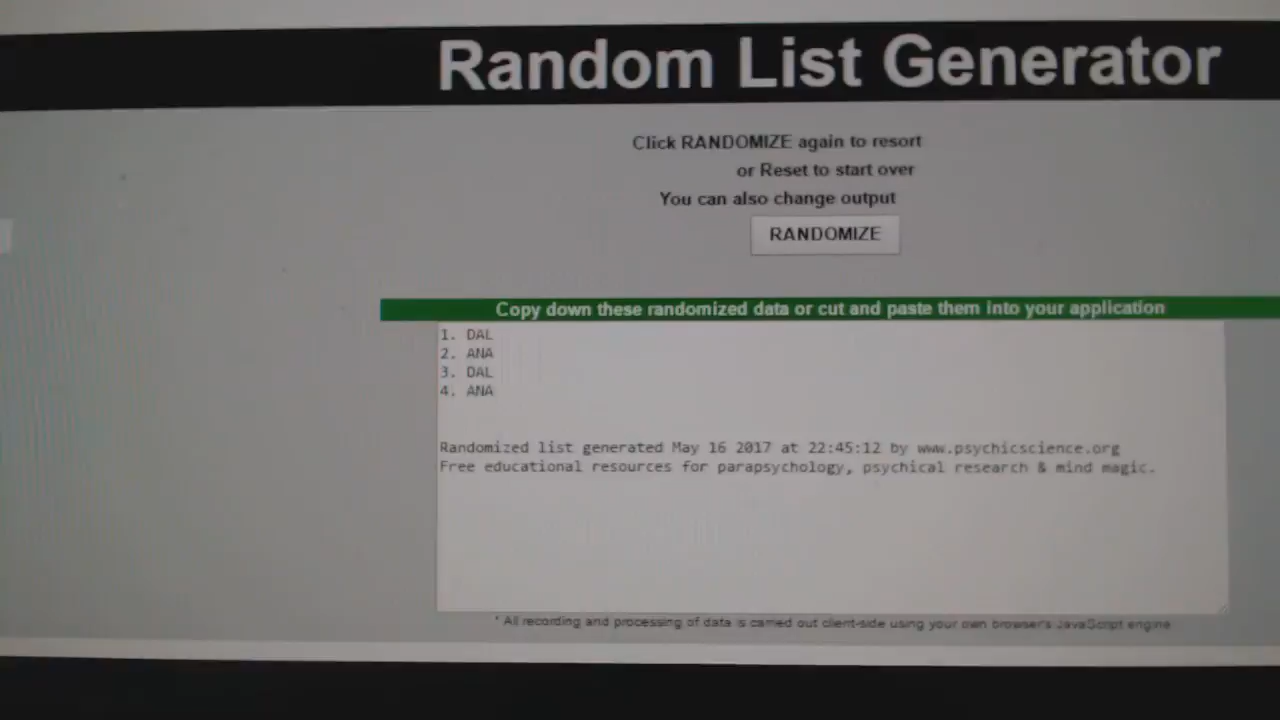 Random List Generator
Click RANDOMIZE again to resort
or Reset to start over
You can also change output
RANDOMIZE
Copy down these randomized data or cut and paste them into your application
1. DAL
2. ANA
3. DAL
4. ANA
Randomized list generated May 16 2017 at 22:45:12 by www.psychicscience.org
Free educational resources for parapsychology, psychical research & mind magic.
* All recording and processing of data is carried out client-side using your own browser's JavaScript engine